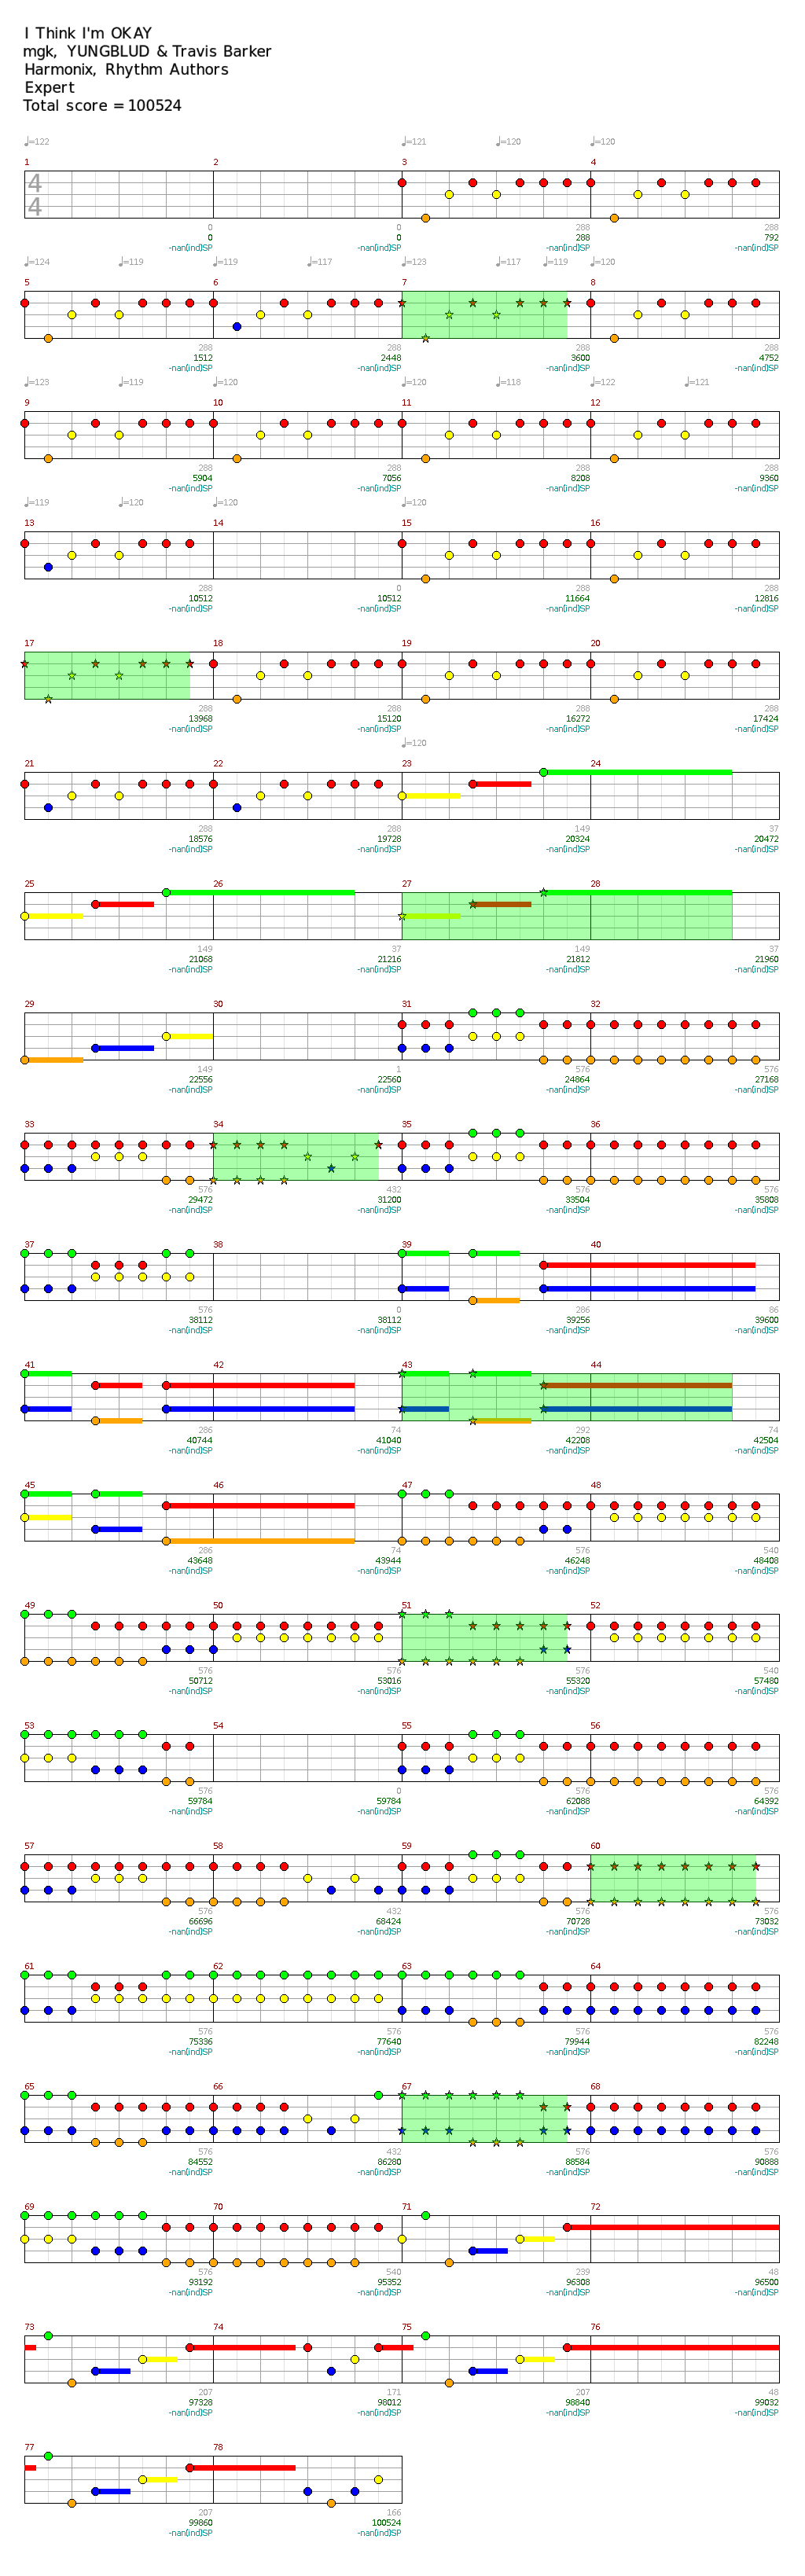 I Think I'm OKAY
mgk, YUNGBLUD & Travis Barker
Harmonix, Rhythm Authors
Expert
Total score = 100524
♩=122 ♩=121 ♩=120 ♩=120
1 2 3 4
4
4
0 0 288 288
0 0 288 792
-nan(ind)SP -nan(ind)SP -nan(ind)SP -nan(ind)SP
♩=124 ♩=119 ♩=119 ♩=117 ♩=123 ♩=117 ♩=119 ♩=120
5 6 7 8
288 288 288 288
1512 2448 3600 4752
-nan(ind)SP -nan(ind)SP -nan(ind)SP -nan(ind)SP
♩=123 ♩=119 ♩=120 ♩=120 ♩=118 ♩=122 ♩=121
9 10 11 12
288 288 288 288
5904 7056 8208 9360
-nan(ind)SP -nan(ind)SP -nan(ind)SP -nan(ind)SP
♩=119 ♩=120 ♩=120 ♩=120
13 14 15 16
288 0 288 288
10512 10512 11664 12816
-nan(ind)SP -nan(ind)SP -nan(ind)SP -nan(ind)SP
17 18 19 20
288 288 288 288
13968 15120 16272 17424
-nan(ind)SP -nan(ind)SP -nan(ind)SP -nan(ind)SP
♩=120
21 22 23 24
288 288 149 37
18576 19728 20324 20472
-nan(ind)SP -nan(ind)SP -nan(ind)SP -nan(ind)SP
25 26 27 28
149 37 149 37
21068 21216 21812 21960
-nan(ind)SP -nan(ind)SP -nan(ind)SP -nan(ind)SP
29 30 31 32
149 1 576 576
22556 22560 24864 27168
-nan(ind)SP -nan(ind)SP -nan(ind)SP -nan(ind)SP
33 34 35 36
576 432 576 576
29472 31200 33504 35808
-nan(ind)SP -nan(ind)SP -nan(ind)SP -nan(ind)SP
37 38 39 40
576 0 286 86
38112 38112 39256 39600
-nan(ind)SP -nan(ind)SP -nan(ind)SP -nan(ind)SP
41 42 43 44
286 74 292 74
40744 41040 42208 42504
-nan(ind)SP -nan(ind)SP -nan(ind)SP -nan(ind)SP
45 46 47 48
286 74 576 540
43648 43944 46248 48408
-nan(ind)SP -nan(ind)SP -nan(ind)SP -nan(ind)SP
49 50 51 52
576 576 576 540
50712 53016 55320 57480
-nan(ind)SP -nan(ind)SP -nan(ind)SP -nan(ind)SP
53 54 55 56
576 0 576 576
59784 59784 62088 64392
-nan(ind)SP -nan(ind)SP -nan(ind)SP -nan(ind)SP
57 58 59 60
576 432 576 576
66696 68424 70728 73032
-nan(ind)SP -nan(ind)SP -nan(ind)SP -nan(ind)SP
61 62 63 64
576 576 576 576
75336 77640 79944 82248
-nan(ind)SP -nan(ind)SP -nan(ind)SP -nan(ind)SP
65 66 67 68
576 432 576 576
84552 86280 88584 90888
-nan(ind)SP -nan(ind)SP -nan(ind)SP -nan(ind)SP
69 70 71 72
576 540 239 48
93192 95352 96308 96500
-nan(ind)SP -nan(ind)SP -nan(ind)SP -nan(ind)SP
73 74 75 76
207 171 207 48
97328 98012 98840 99032
-nan(ind)SP -nan(ind)SP -nan(ind)SP -nan(ind)SP
77 78
207 166
99860 100524
-nan(ind)SP -nan(ind)SP